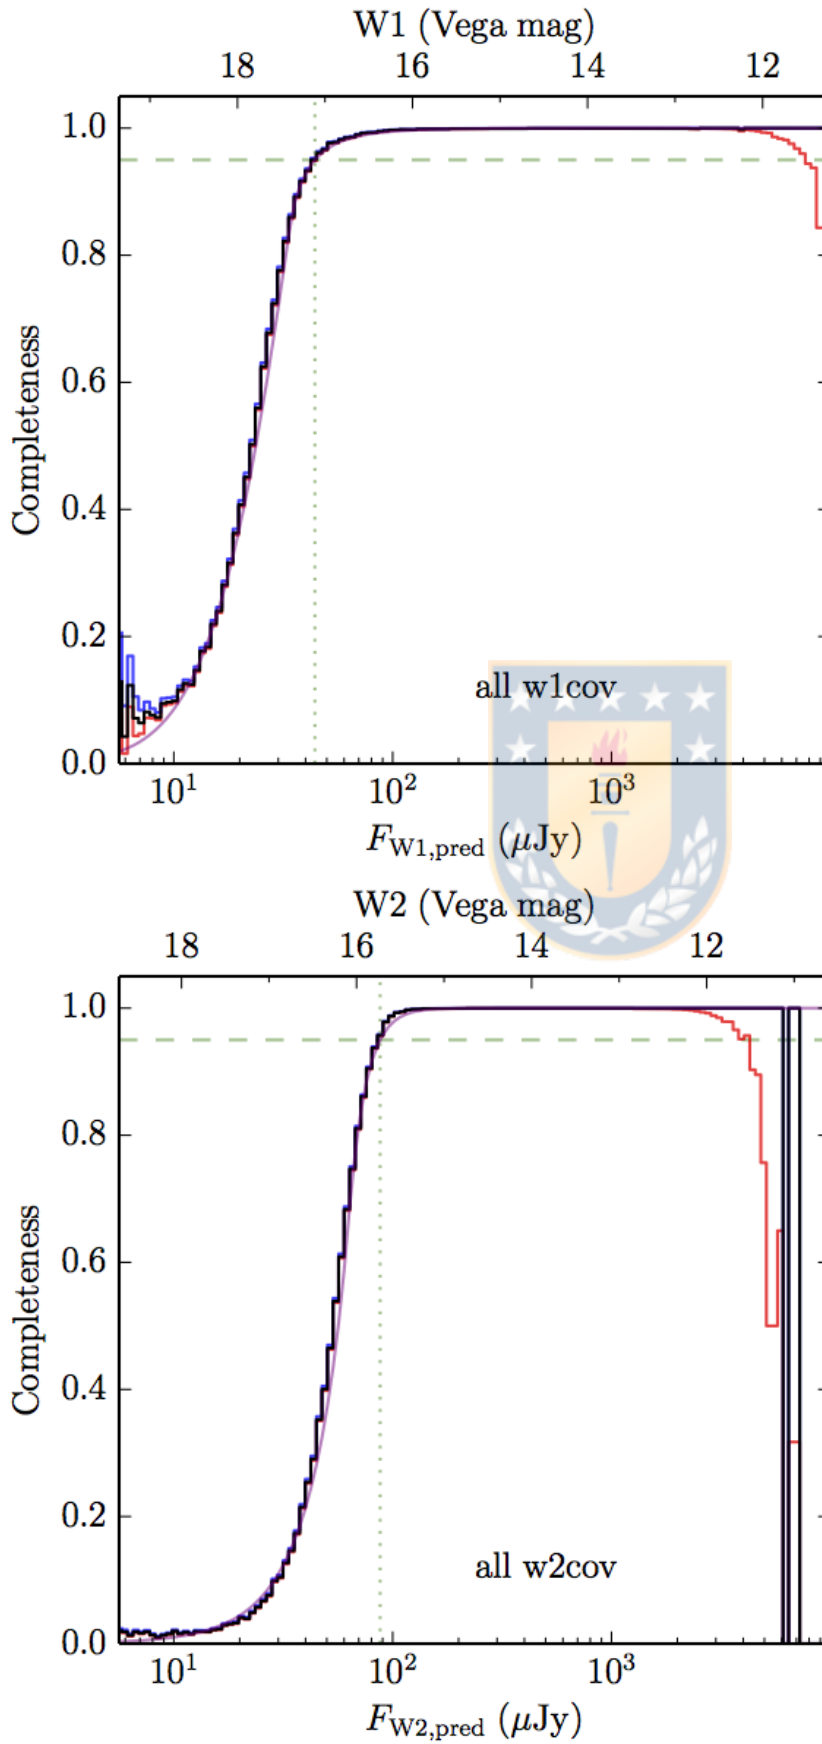 W1 (Vega mag)
18 16 14 12
1.0
0.8
0.6
0.4
0.2
0.0
Completeness
all w1cov
10¹ 10² 10³
F_W1,pred (μJy)
W2 (Vega mag)
18 16 14 12
1.0
0.8
0.6
0.4
0.2
0.0
Completeness
all w2cov
10¹ 10² 10³
F_W2,pred (μJy)